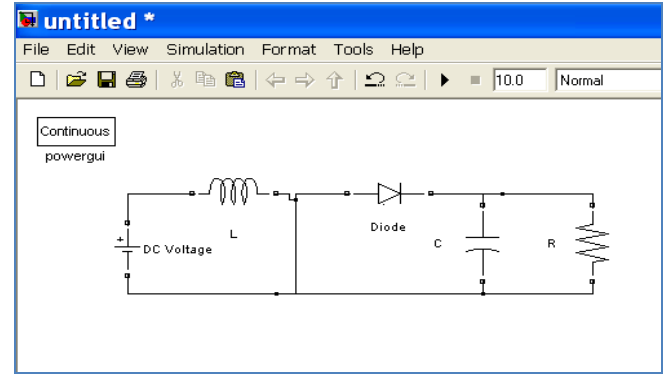 untitled *
File Edit View Simulation Format Tools Help
10.0 Normal
Continuous
powergui
L
Diode
+
DC Voltage
C
R